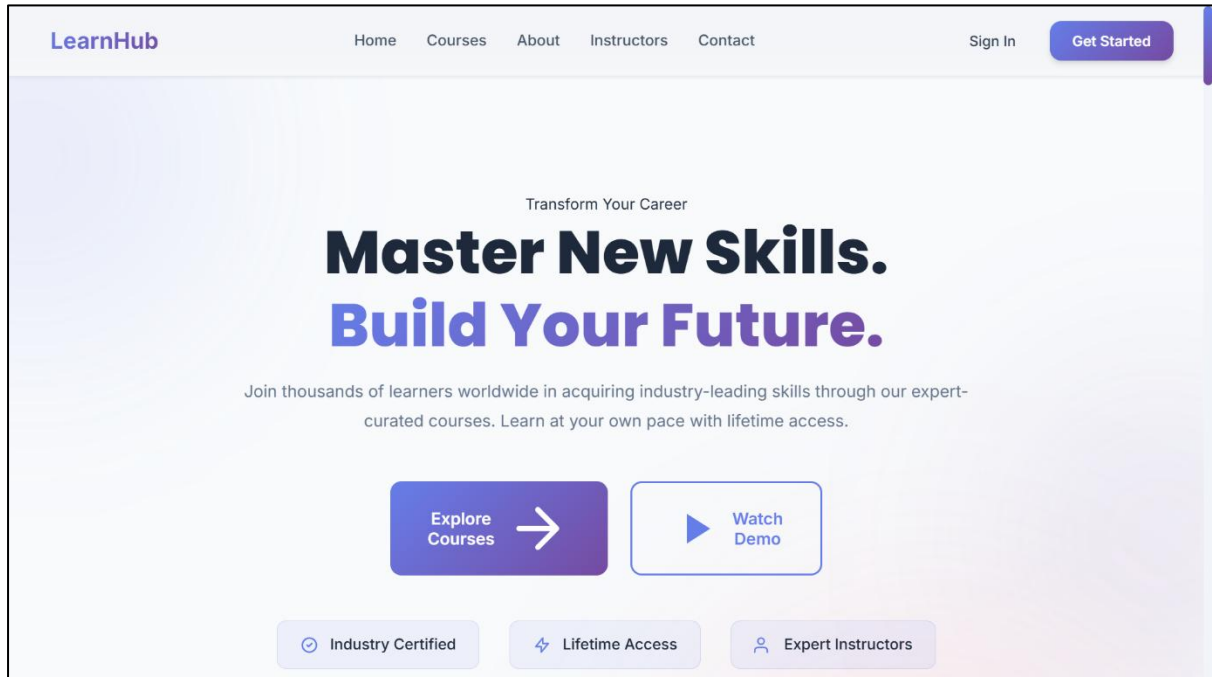 LearnHub
Home
Courses
About
Instructors
Contact
Sign In
Get Started
Transform Your Career
Master New Skills.
Build Your Future.
Join thousands of learners worldwide in acquiring industry-leading skills through our expert-
curated courses. Learn at your own pace with lifetime access.
Explore
Courses
Watch
Demo
Industry Certified
Lifetime Access
Expert Instructors